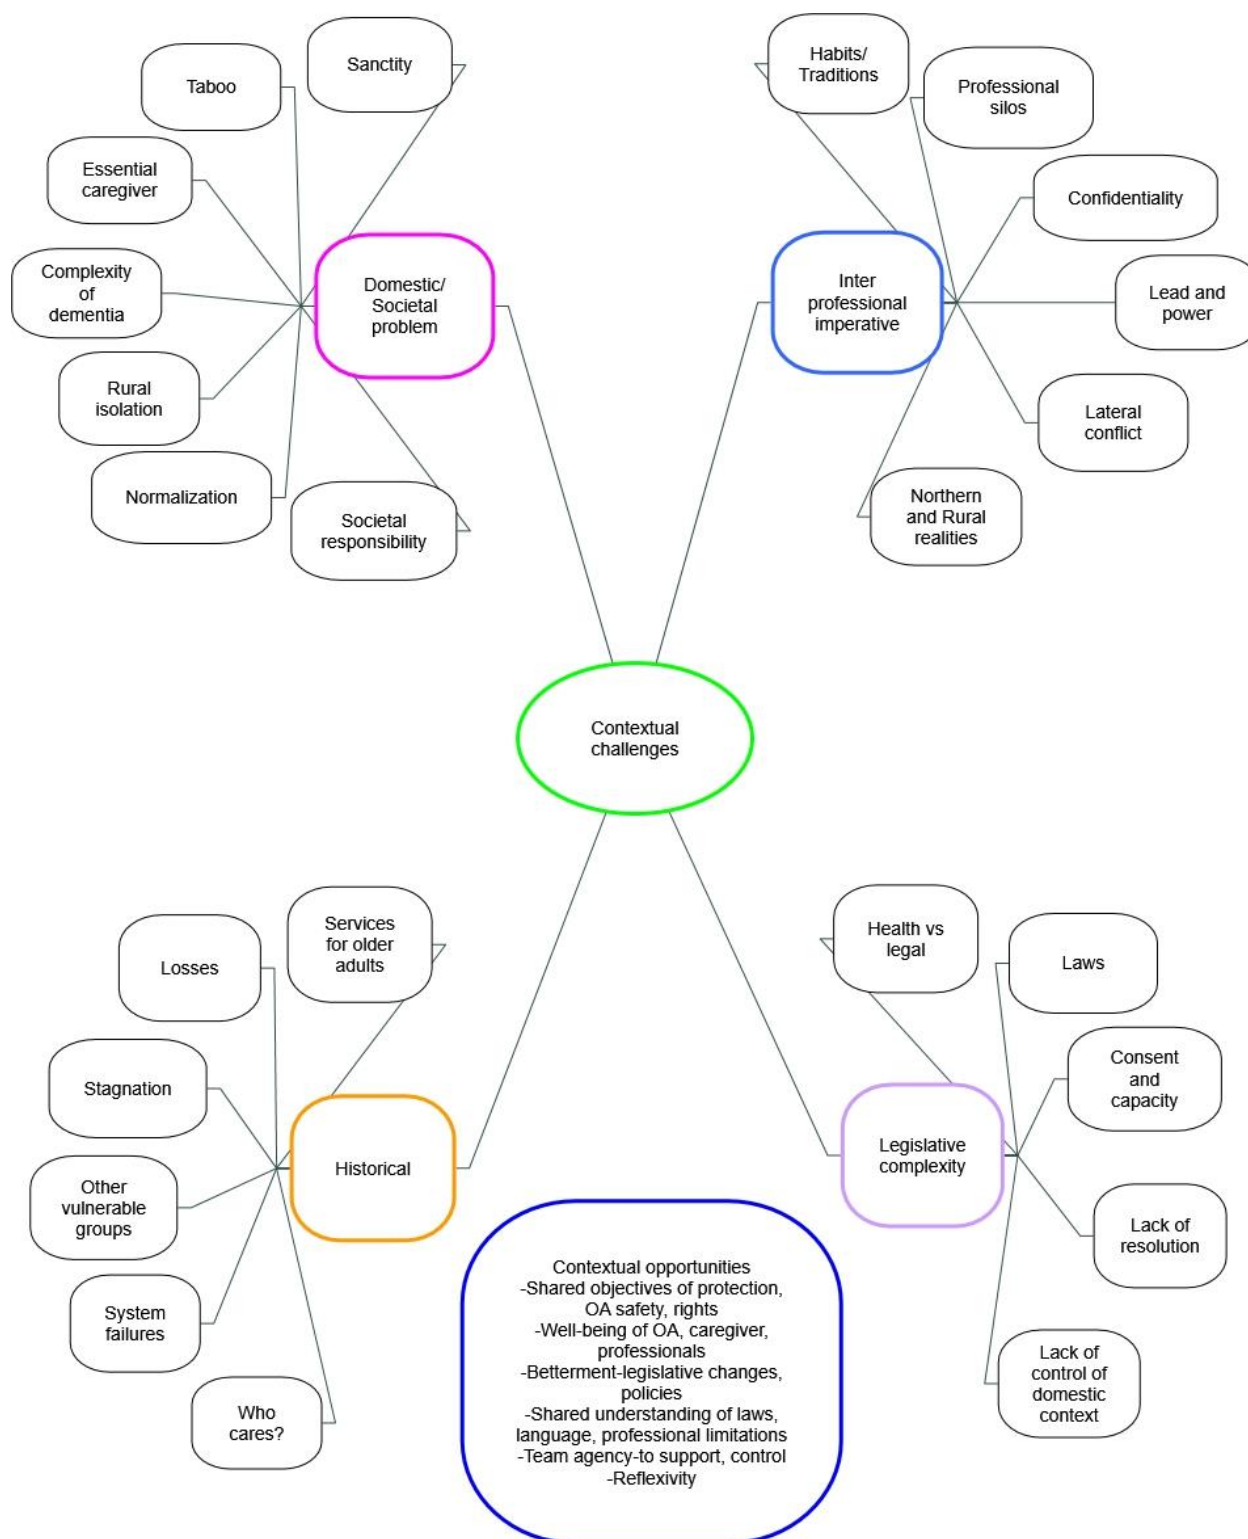 Sanctity
Taboo
Essential
caregiver
Complexity
of
dementia
Rural
isolation
Normalization
Societal
responsibility
Domestic/
Societal
problem
Habits/
Traditions
Professional
silos
Confidentiality
Lead and
power
Lateral
conflict
Northern
and Rural
realities
Inter
professional
imperative
Contextual
challenges
Services
for older
adults
Losses
Stagnation
Other
vulnerable
groups
System
failures
Who
cares?
Historical
Health vs
legal
Laws
Consent
and
capacity
Lack of
resolution
Lack of
control of
domestic
context
Legislative
complexity
Contextual opportunities
-Shared objectives of protection,
OA safety, rights
-Well-being of OA, caregiver,
professionals
-Betterment-legislative changes,
policies
-Shared understanding of laws,
language, professional limitations
-Team agency-to support, control
-Reflexivity